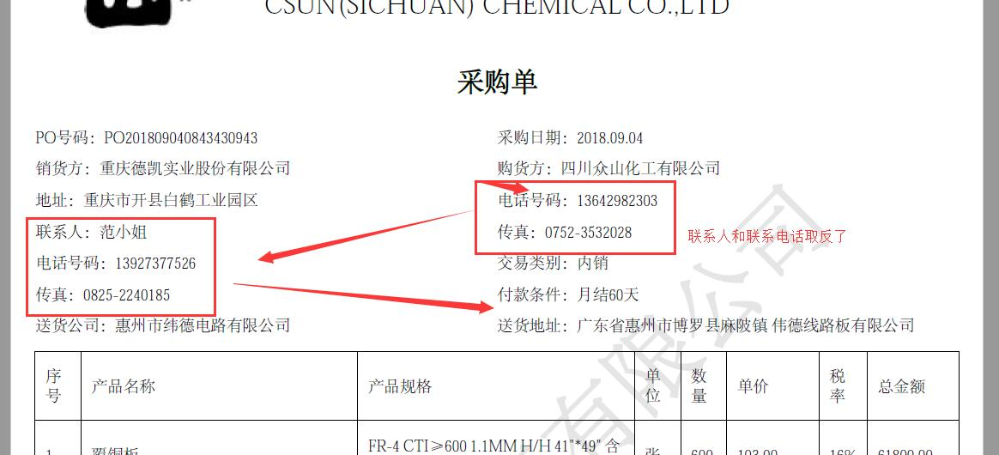 CSUN(SICHUAN) CHEMICAL CO.,LTD
采购单
PO号码：PO201809040843430943
采购日期：2018.09.04
销货方：重庆德凯实业股份有限公司
购货方：四川众山化工有限公司
地址：重庆市开县白鹤工业园区
电话号码：13642982303
联系人：范小姐
传真：0752-3532028
联系人和联系电话取反了
电话号码：13927377526
交易类别：内销
传真：0825-2240185
付款条件：月结60天
送货公司：惠州市纬德电路有限公司
送货地址：广东省惠州市博罗县麻陂镇 伟德线路板有限公司
序号 产品名称 产品规格 单位 数量 单价 税率 总金额
1 覆铜板 FR-4 CTI≥600 1.1MM H/H 41"*49" 含 张 600 103.00 16% 61800.00
有限公司